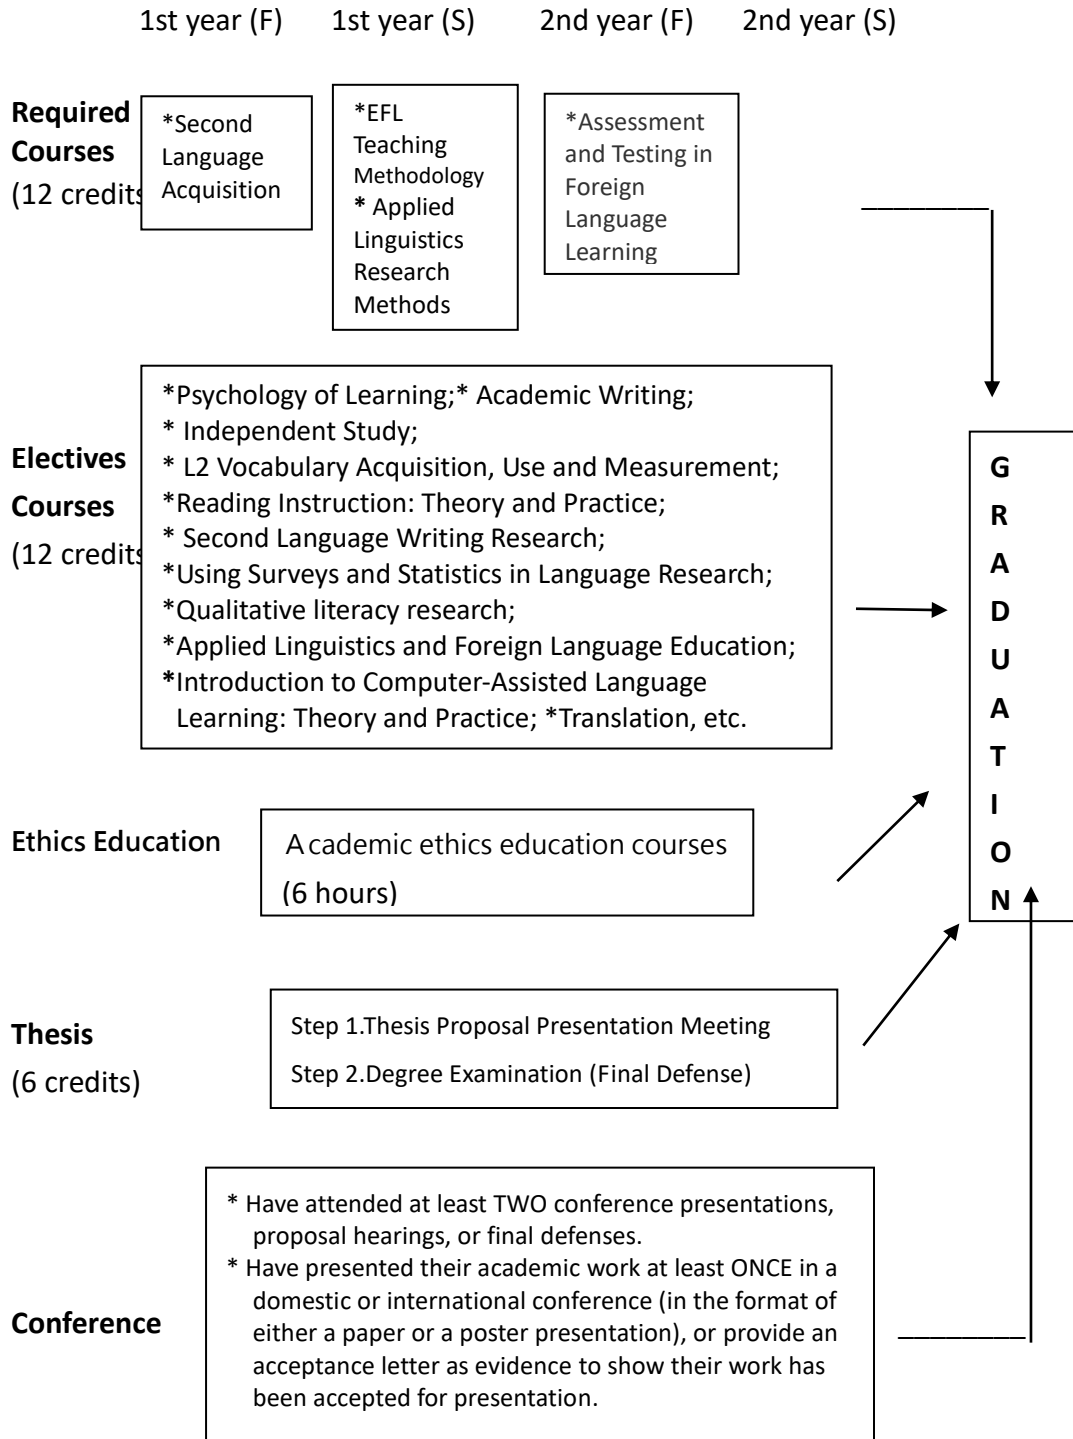 1st year (F) 1st year (S) 2nd year (F) 2nd year (S)
Required
Courses
(12 credits
*Second
Language
Acquisition
*EFL
Teaching
Methodology
* Applied
Linguistics
Research
Methods
*Assessment
and Testing in
Foreign
Language
Learning
Electives
Courses
(12 credits
*Psychology of Learning;* Academic Writing;
* Independent Study;
* L2 Vocabulary Acquisition, Use and Measurement;
*Reading Instruction: Theory and Practice;
* Second Language Writing Research;
*Using Surveys and Statistics in Language Research;
*Qualitative literacy research;
*Applied Linguistics and Foreign Language Education;
*Introduction to Computer-Assisted Language
Learning: Theory and Practice; *Translation, etc.
G
R
A
D
U
A
T
I
O
N
Ethics Education
Academic ethics education courses
(6 hours)
Thesis
(6 credits)
Step 1.Thesis Proposal Presentation Meeting
Step 2.Degree Examination (Final Defense)
Conference
* Have attended at least TWO conference presentations,
proposal hearings, or final defenses.
* Have presented their academic work at least ONCE in a
domestic or international conference (in the format of
either a paper or a poster presentation), or provide an
acceptance letter as evidence to show their work has
been accepted for presentation.